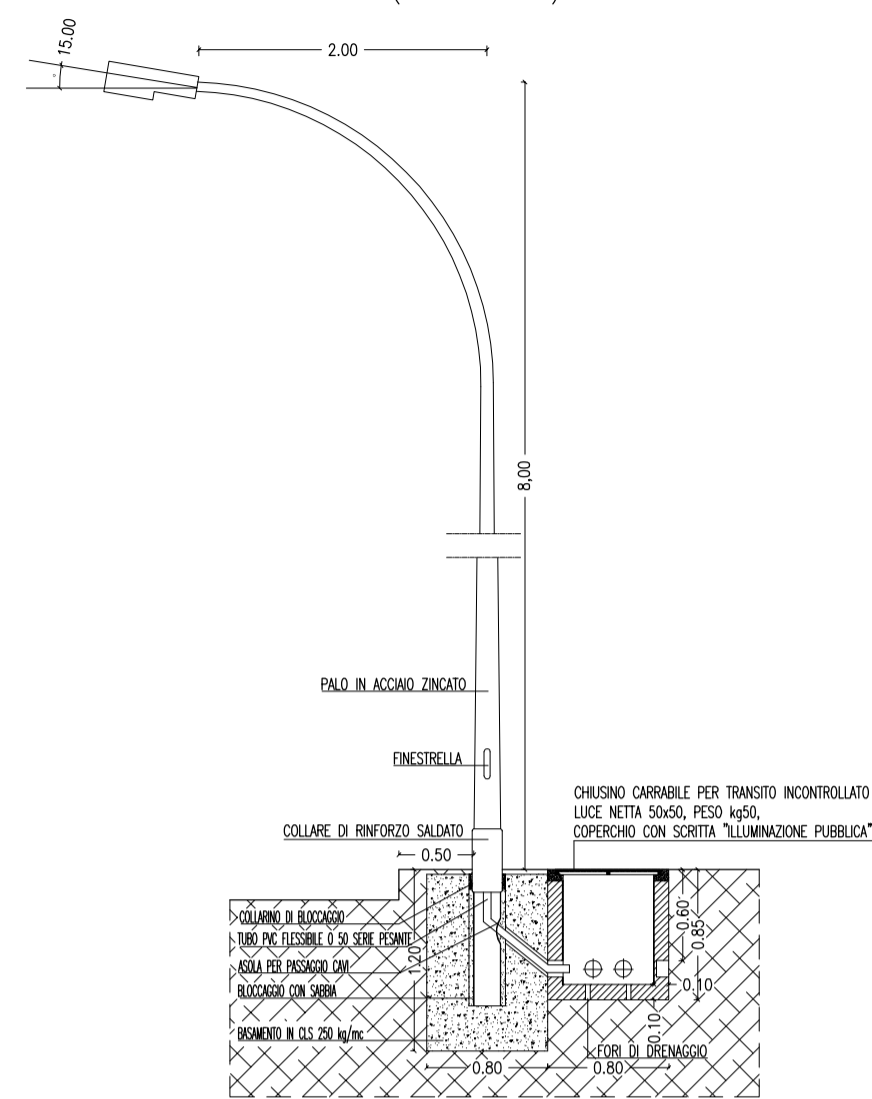 15.00
°
2.00
8,00
PALO IN ACCIAIO ZINCATO
FINESTRELLA
CHIUSINO CARRABILE PER TRANSITO INCONTROLLATO
LUCE NETTA 50x50, PESO kg50,
COPERCHIO CON SCRITTA "ILLUMINAZIONE PUBBLICA"
COLLARE DI RINFORZO SALDATO
0.50
COLLARINO DI BLOCCAGGIO
TUBO PVC FLESSIBILE O 50 SERIE PESANTE
ASOLA PER PASSAGGIO CAVI
BLOCCAGGIO CON SABBIA
BASAMENTO IN CLS 250 kg/mc
1.20
0.60
0.85
0.10
0.10
FORI DI DRENAGGIO
0.80
0.80